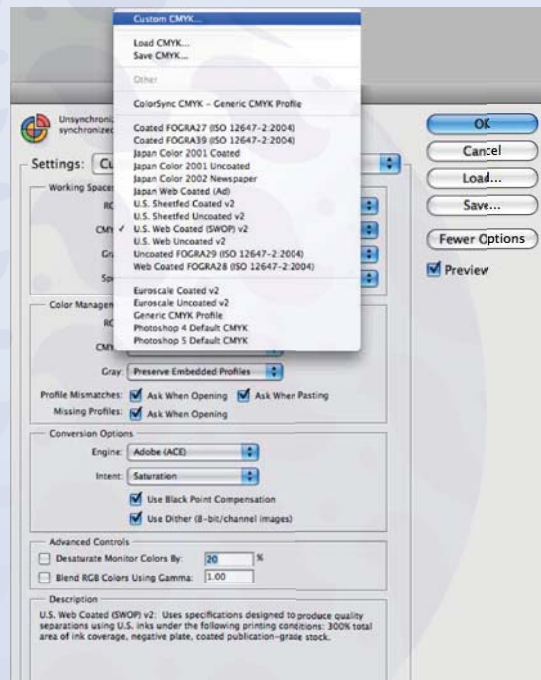 Custom CMYK...
Load CMYK...
Save CMYK...
Other
ColorSync CMYK - Generic CMYK Profile
Coated FOGRA27 (ISO 12647-2:2004)
Coated FOGRA39 (ISO 12647-2:2004)
Japan Color 2001 Coated
Japan Color 2001 Uncoated
Japan Color 2002 Newspaper
Japan Web Coated (Ad)
U.S. Sheetfed Coated v2
U.S. Sheetfed Uncoated v2
✓ U.S. Web Coated (SWOP) v2
U.S. Web Uncoated v2
Uncoated FOGRA29 (ISO 12647-2:2004)
Web Coated FOGRA28 (ISO 12647-2:2004)
Euroscale Coated v2
Euroscale Uncoated v2
Generic CMYK Profile
Photoshop 4 Default CMYK
Photoshop 5 Default CMYK
Unsynchroni
synchronized
Settings: Cu
Working Spaces
RG
CMY
Gra
Spo
Color Managem
RG
CMY
Gray: Preserve Embedded Profiles
Profile Mismatches: Ask When Opening Ask When Pasting
Missing Profiles: Ask When Opening
Conversion Options
Engine: Adobe (ACE)
Intent: Saturation
Use Black Point Compensation
Use Dither (8-bit/channel images)
Advanced Controls
Desaturate Monitor Colors By: 20 %
Blend RGB Colors Using Gamma: 1.00
Description
U.S. Web Coated (SWOP) v2: Uses specifications designed to produce quality
separations using U.S. inks under the following printing conditions: 300% total
area of ink coverage, negative plate, coated publication-grade stock.
OK
Cancel
Load...
Save...
Fewer Options
Preview